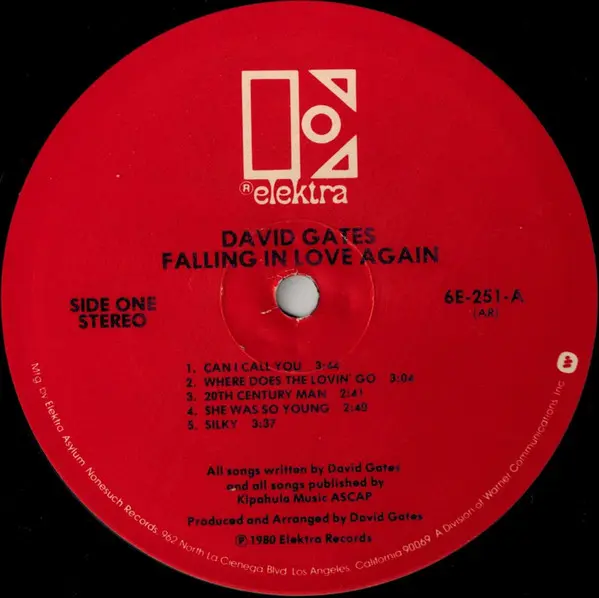 ® elektra
DAVID GATES
FALLING IN LOVE AGAIN
SIDE ONE
STEREO
6E-251-A
(AR)
1. CAN I CALL YOU 3:44
2. WHERE DOES THE LOVIN' GO 3:04
3. 20TH CENTURY MAN 2:41
4. SHE WAS SO YOUNG 2:40
5. SILKY 3:37
All songs written by David Gates
and all songs published by
Kipahula Music ASCAP
Produced and Arranged by David Gates
℗ 1980 Elektra Records
Mfg. by Elektra Asylum Nonesuch Records, 962 North La Cienega Blvd. Los Angeles, California 90069 A Division of Warner Communications Inc.